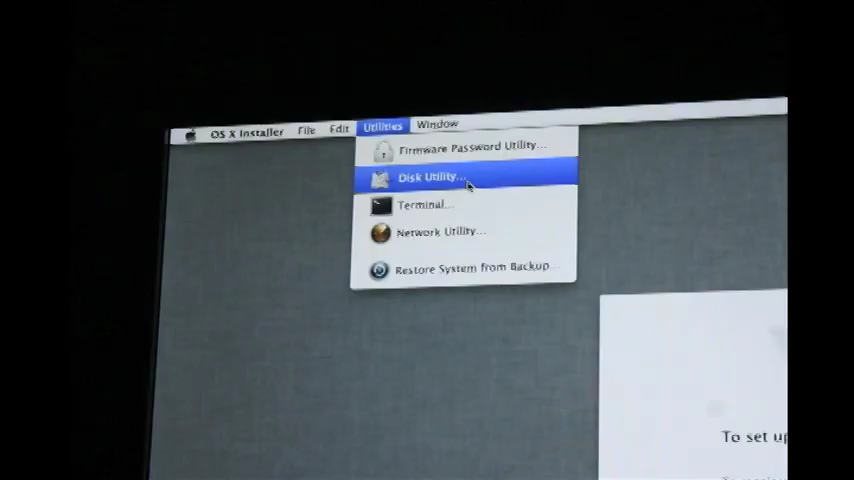 OS X Installer File Edit Utilities Window
Firmware Password Utility...
Disk Utility...
Terminal...
Network Utility...
Restore System from Backup...
To set up